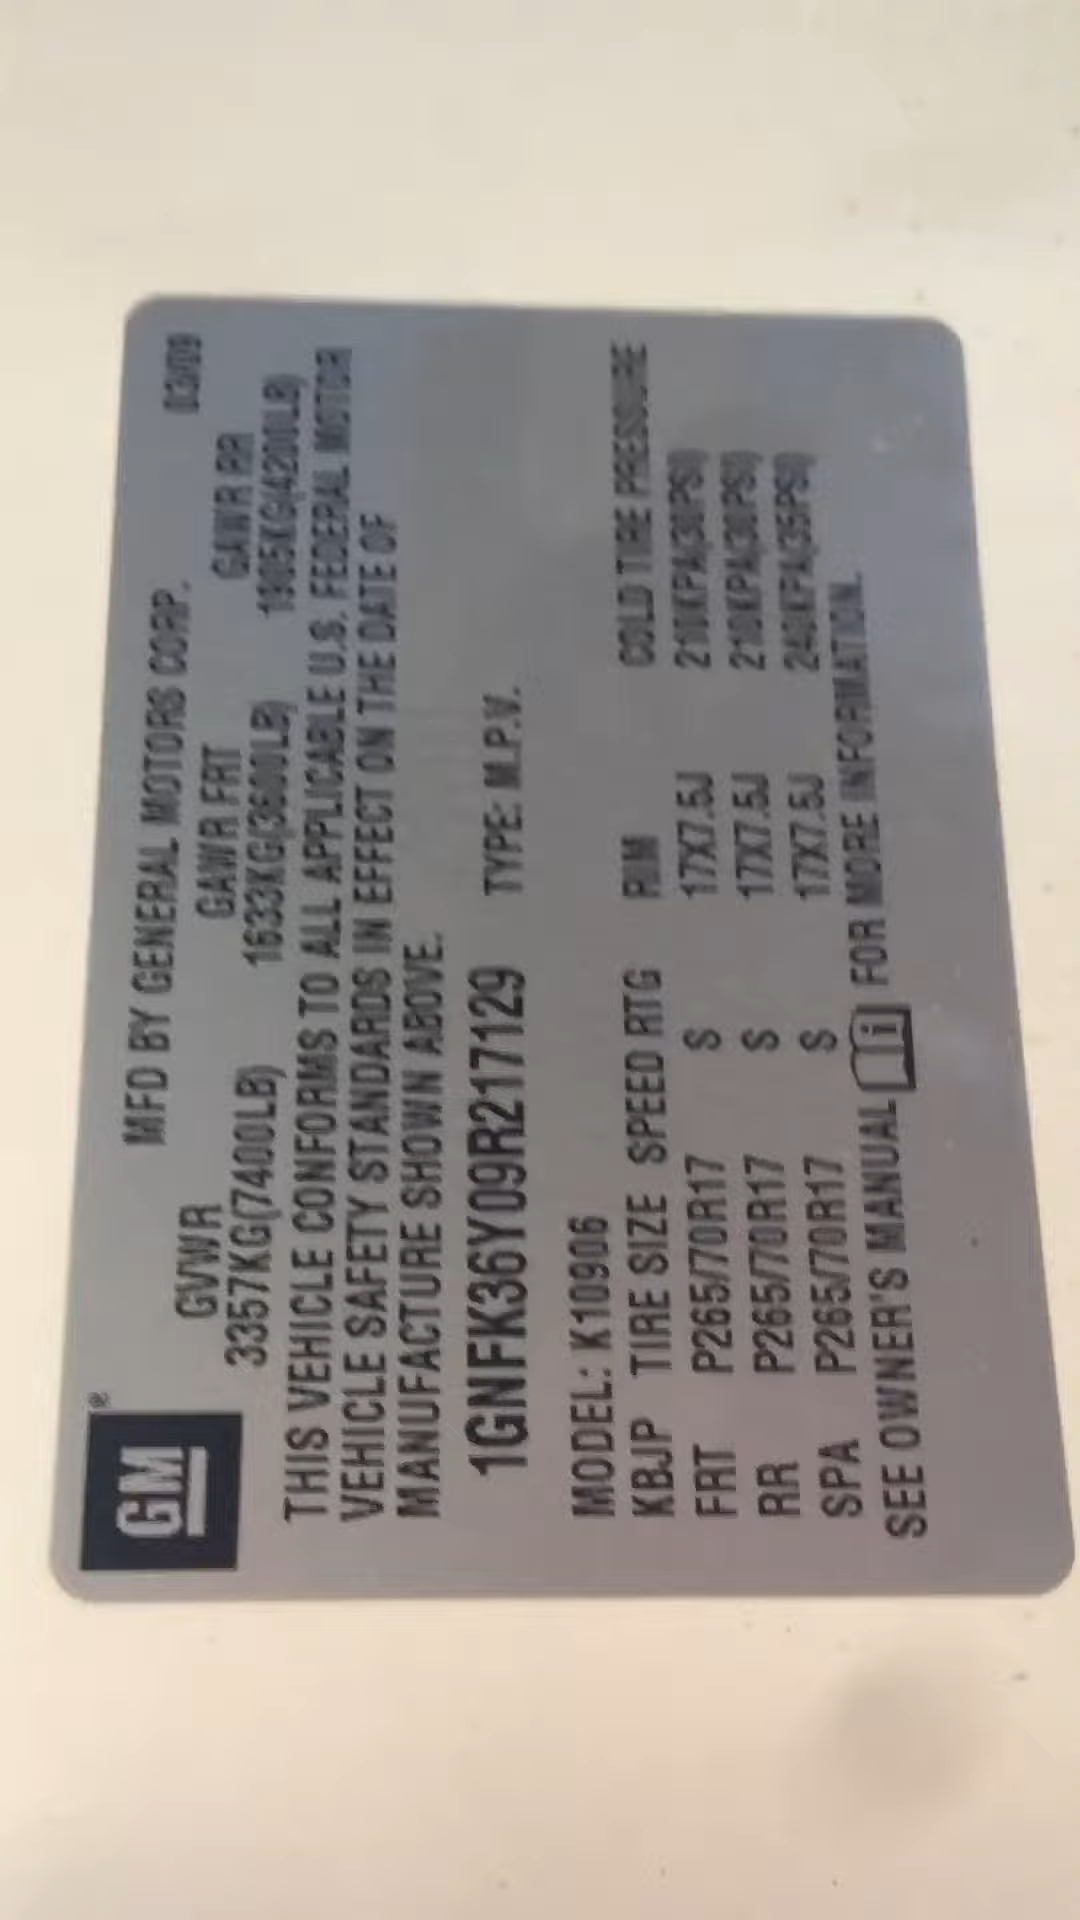 GM ®
MFD BY GENERAL MOTORS CORP. 03/09
GVWR GAWR FRT GAWR RR
3357KG(7400LB) 1633KG(3600LB) 1905KG(4200LB)
THIS VEHICLE CONFORMS TO ALL APPLICABLE U.S. FEDERAL MOTOR
VEHICLE SAFETY STANDARDS IN EFFECT ON THE DATE OF
MANUFACTURE SHOWN ABOVE.
1GNFK36Y09R217129 TYPE: M.P.V.
MODEL: K10906
KBJP TIRE SIZE SPEED RTG RIM COLD TIRE PRESSURE
FRT P265/70R17 S 17X7.5J 210KPA(30PSI)
RR P265/70R17 S 17X7.5J 210KPA(30PSI)
SPA P265/70R17 S 17X7.5J 240KPA(35PSI)
SEE OWNER'S MANUAL i FOR MORE INFORMATION.